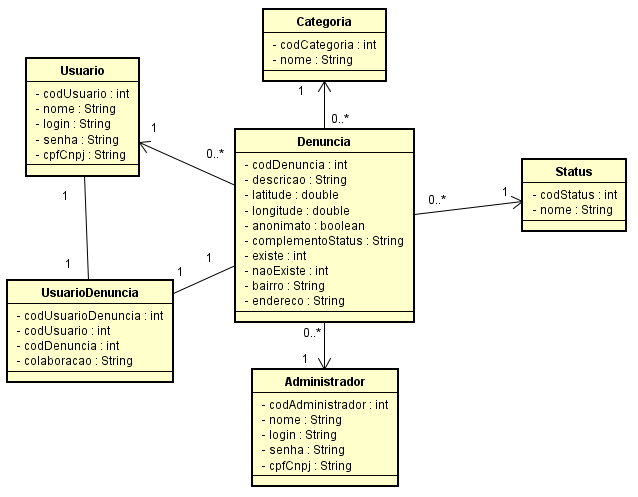 Categoria
- codCategoria : int
- nome : String
1
0..*
Usuario
- codUsuario : int
- nome : String
- login : String
- senha : String
- cpfCnpj : String
1
0..*
1
Denuncia
- codDenuncia : int
- descricao : String
- latitude : double
- longitude : double
- anonimato : boolean
- complementoStatus : String
- existe : int
- naoExiste : int
- bairro : String
- endereco : String
0..*
1
Status
- codStatus : int
- nome : String
1
1
1
UsuarioDenuncia
- codUsuarioDenuncia : int
- codUsuario : int
- codDenuncia : int
- colaboracao : String
0..*
1
Administrador
- codAdministrador : int
- nome : String
- login : String
- senha : String
- cpfCnpj : String